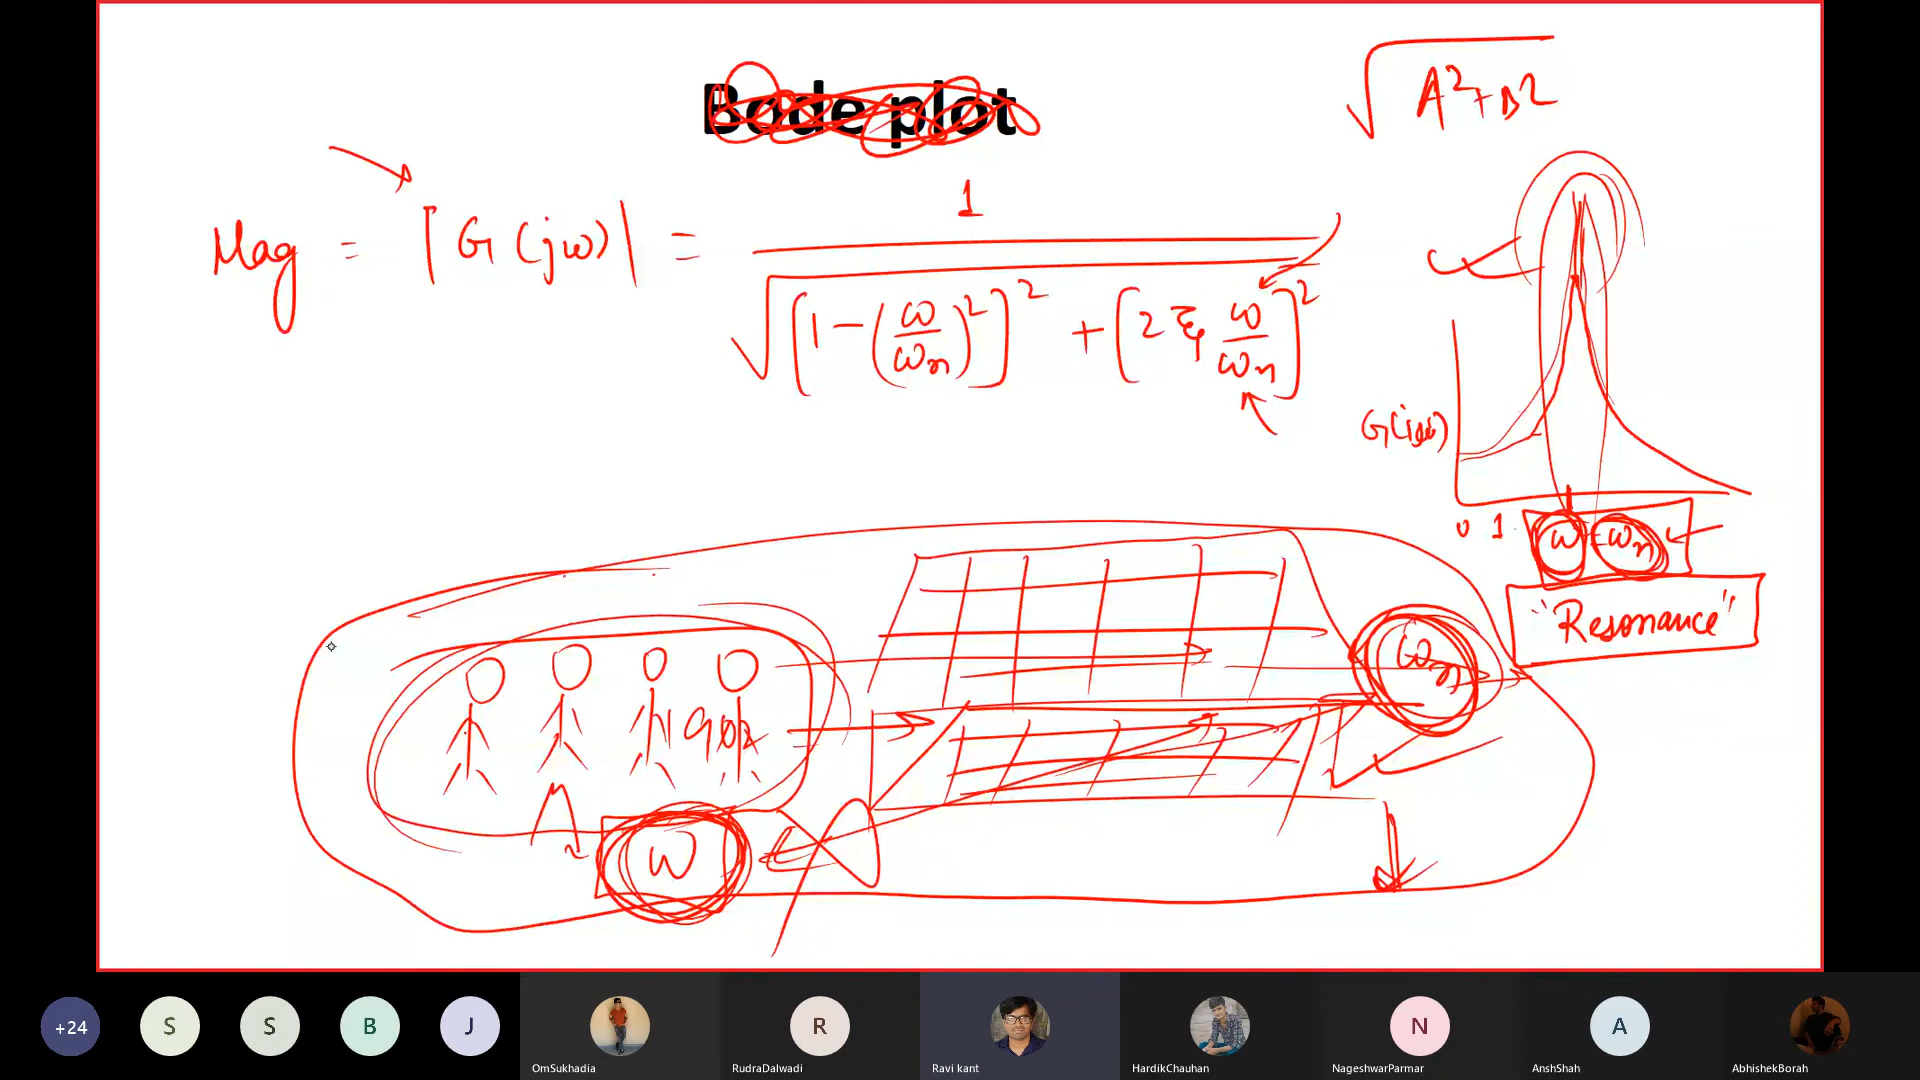 Bode plot
√A²+B²
Mag = |G(jω)| = 1 / √[1-(ω/ωn)²]² + [2ξ ω/ωn]²
G(jω)
0 1 ω = ωn
"Resonance"
ωn
ω
+24
S
S
B
J
R
N
A
OmSukhadia
RudraDalwadi
Ravi kant
HardikChauhan
NageshwarParmar
AnshShah
AbhishekBorah